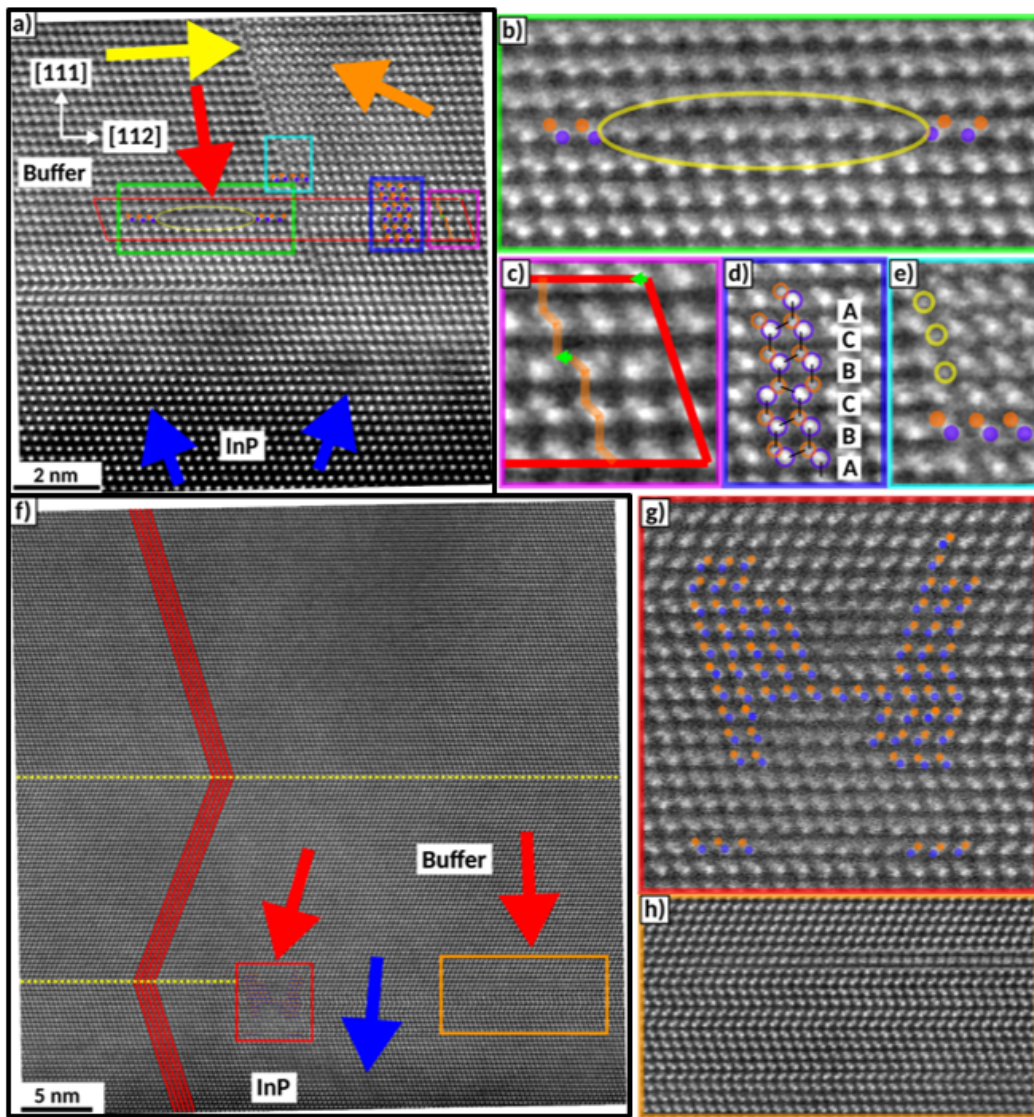 a)
[111]
[112]
Buffer
InP
2 nm
b)
c)
d)
A
C
B
C
B
A
e)
f)
Buffer
InP
5 nm
g)
h)